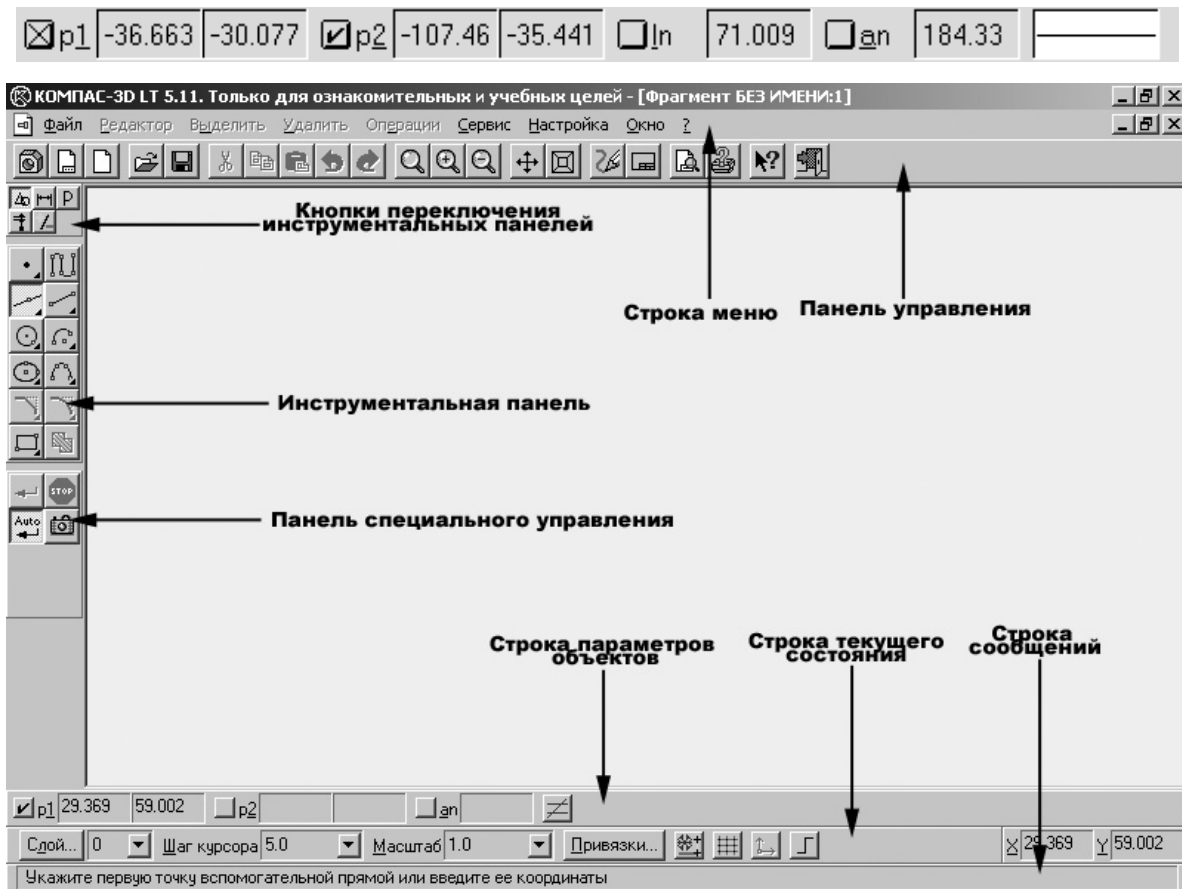 p1 -36.663 -30.077 p2 -107.46 -35.441 ln 71.009 an 184.33
КОМПАС-3D LT 5.11. Только для ознакомительных и учебных целей - [Фрагмент БЕЗ ИМЕНИ:1]
Файл Редактор Выделить Удалить Операции Сервис Настройка Окно ?
P
Кнопки переключения
инструментальных панелей
Строка меню
Панель управления
Инструментальная панель
STOP
Auto
Панель специального управления
Строка параметров
объектов
Строка текущего
состояния
Строка
сообщений
p1 29.369 59.002 p2 an
Слой... 0 Шаг курсора 5.0 Масштаб 1.0 Привязки... X 29.369 Y 59.002
Укажите первую точку вспомогательной прямой или введите ее координаты